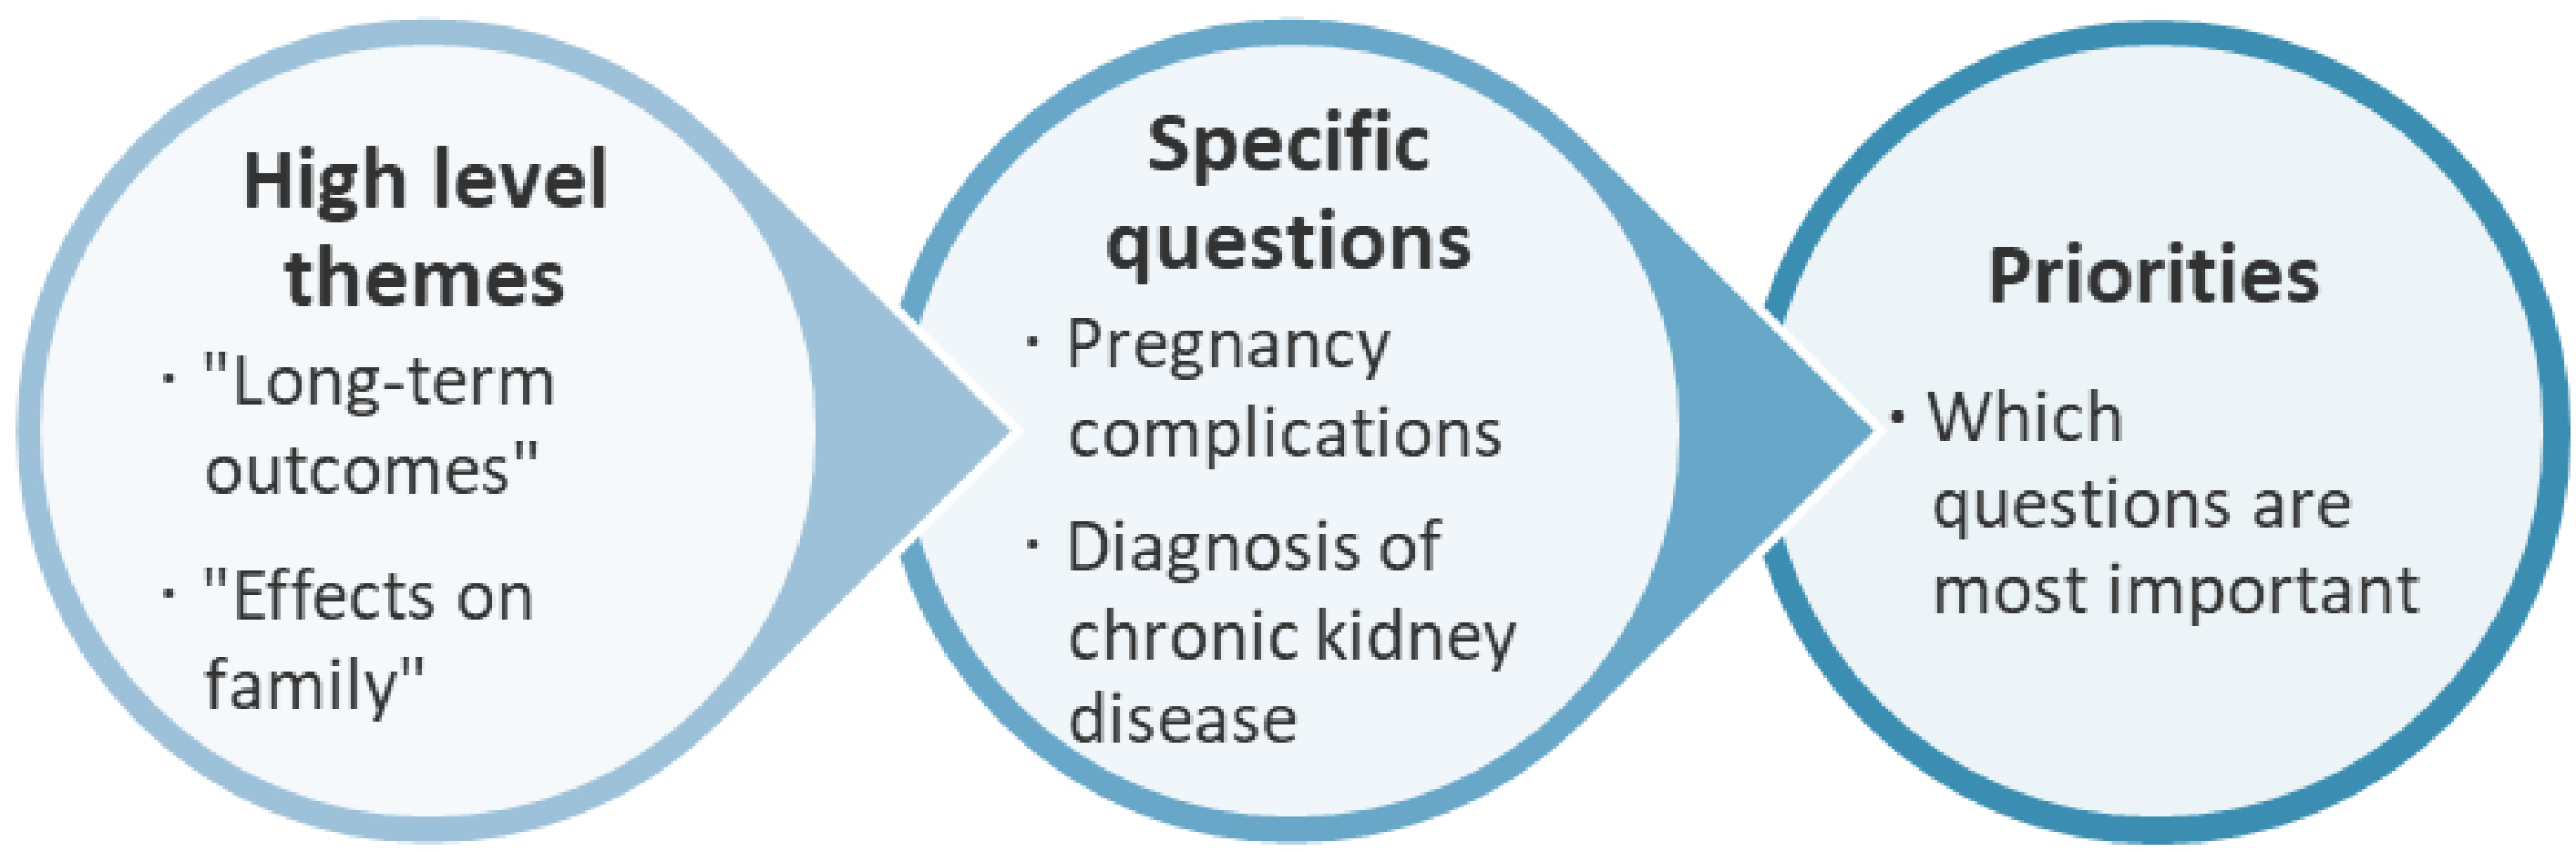 High level
themes
· "Long-term
outcomes"
· "Effects on
family"
Specific
questions
· Pregnancy
complications
· Diagnosis of
chronic kidney
disease
Priorities
· Which
questions are
most important